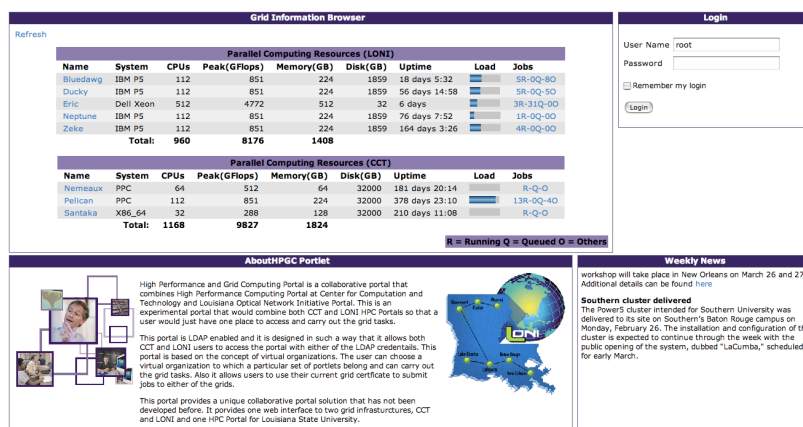 Grid Information Browser
Refresh
Parallel Computing Resources (LONI)
Name System CPUs Peak(GFlops) Memory(GB) Disk(GB) Uptime Load Jobs
Bluedawg IBM P5 112 851 224 1859 18 days 5:32 5R-0Q-8O
Ducky IBM P5 112 851 224 1859 56 days 14:58 5R-0Q-5O
Eric Dell Xeon 512 4772 512 32 6 days 3R-31Q-0O
Neptune IBM P5 112 851 224 1859 76 days 7:52 1R-0Q-0O
Zeke IBM P5 112 851 224 1859 164 days 3:26 4R-0Q-0O
Total: 960 8176 1408
Parallel Computing Resources (CCT)
Name System CPUs Peak(GFlops) Memory(GB) Disk(GB) Uptime Load Jobs
Nemeaux PPC 64 512 64 32000 181 days 20:14 R-Q-O
Pelican PPC 112 851 224 32000 378 days 23:10 13R-0Q-4O
Santaka X86_64 32 288 128 32000 210 days 11:08 R-Q-O
Total: 1168 9827 1824
R = Running Q = Queued O = Others
Login
User Name root
Password
Remember my login
Login
AboutHPGC Portlet
High Performance and Grid Computing Portal is a collaborative portal that
combines High Performance Computing Portal at Center for Computation and
Technology and Louisiana Optical Network Initiative Portal. This is an
experimental portal that would combine both CCT and LONI HPC Portals so that a
user would just have one place to access and carry out the grid tasks.
This portal is LDAP enabled and it is designed in such a way that it allows both
CCT and LONI users to access the portal with either of the LDAP credentails. This
portal is based on the concept of virtual organizations. The user can choose a
virtual organization to which a particular set of portlets belong and can carry out
the grid tasks. Also it allows users to use their current grid certficate to submit
jobs to either of the grids.
This portal provides a unique collaborative portal solution that has not been
developed before. It porvides one web interface to two grid infrasturctures, CCT
and LONI and one HPC Portal for Louisiana State University.
LONI
Baton Rouge
Weekly News
workshop will take place in New Orleans on March 26 and 27
Additional details can be found here
Southern cluster delivered
The Power5 cluster intended for Southern University was
delivered to its site on Southern's Baton Rouge campus on
Monday, February 26. The installation and configuration of th
cluster is expected to continue through the week with the
public opening of the system, dubbed "LaCumba," scheduled
for early March.